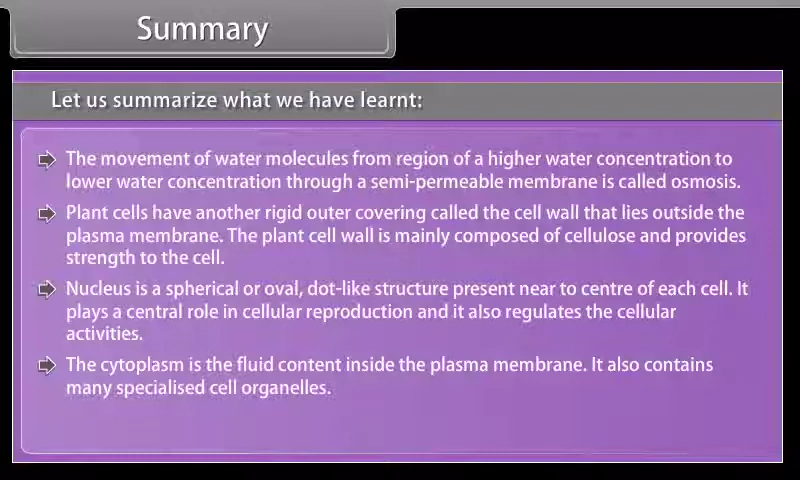 Summary
Let us summarize what we have learnt:
The movement of water molecules from region of a higher water concentration to
lower water concentration through a semi-permeable membrane is called osmosis.
Plant cells have another rigid outer covering called the cell wall that lies outside the
plasma membrane. The plant cell wall is mainly composed of cellulose and provides
strength to the cell.
Nucleus is a spherical or oval, dot-like structure present near to centre of each cell. It
plays a central role in cellular reproduction and it also regulates the cellular
activities.
The cytoplasm is the fluid content inside the plasma membrane. It also contains
many specialised cell organelles.